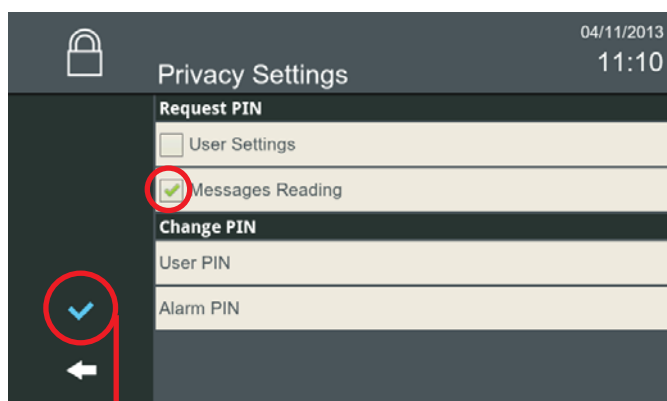 04/11/2013
11:10
Privacy Settings
Request PIN
User Settings
Messages Reading
Change PIN
User PIN
Alarm PIN